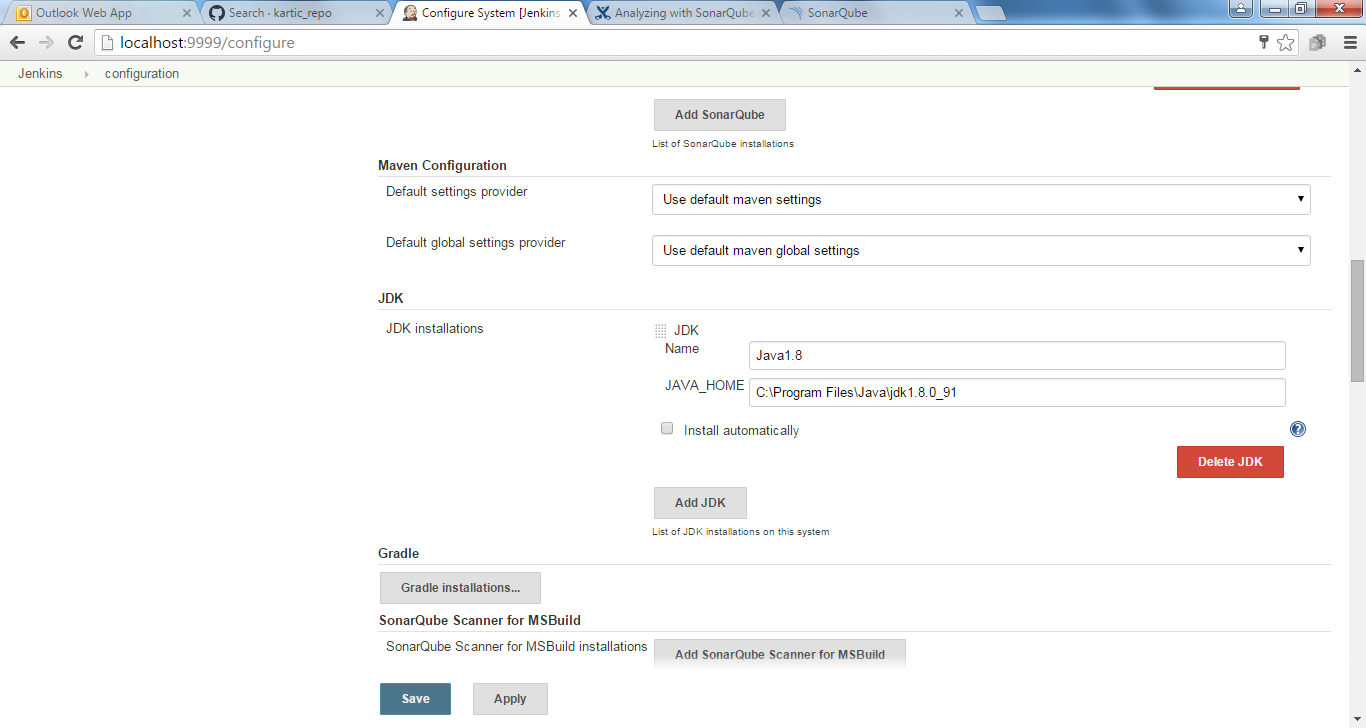 Outlook Web App
Search · kartic_repo
Configure System [Jenkins
Analyzing with SonarQube
SonarQube
localhost:9999/configure
Jenkins
configuration
Add SonarQube
List of SonarQube installations
Maven Configuration
Default settings provider
Use default maven settings
Default global settings provider
Use default maven global settings
JDK
JDK installations
JDK
Name
Java1.8
JAVA_HOME
C:\Program Files\Java\jdk1.8.0_91
Install automatically
Delete JDK
Add JDK
List of JDK installations on this system
Gradle
Gradle installations...
SonarQube Scanner for MSBuild
SonarQube Scanner for MSBuild installations
Add SonarQube Scanner for MSBuild
Save
Apply